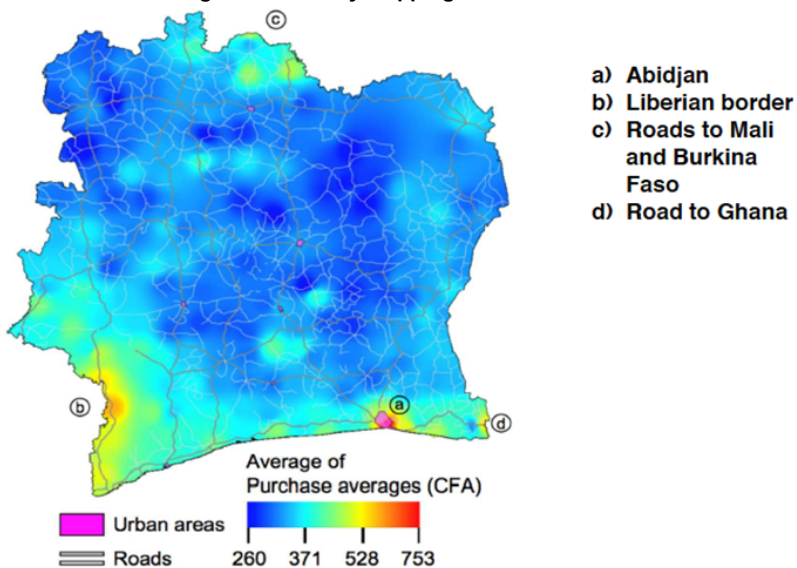 c
a) Abidjan
b) Liberian border
c) Roads to Mali
and Burkina
Faso
d) Road to Ghana
b
a
d
Average of
Purchase averages (CFA)
Urban areas
Roads
260 371 528 753